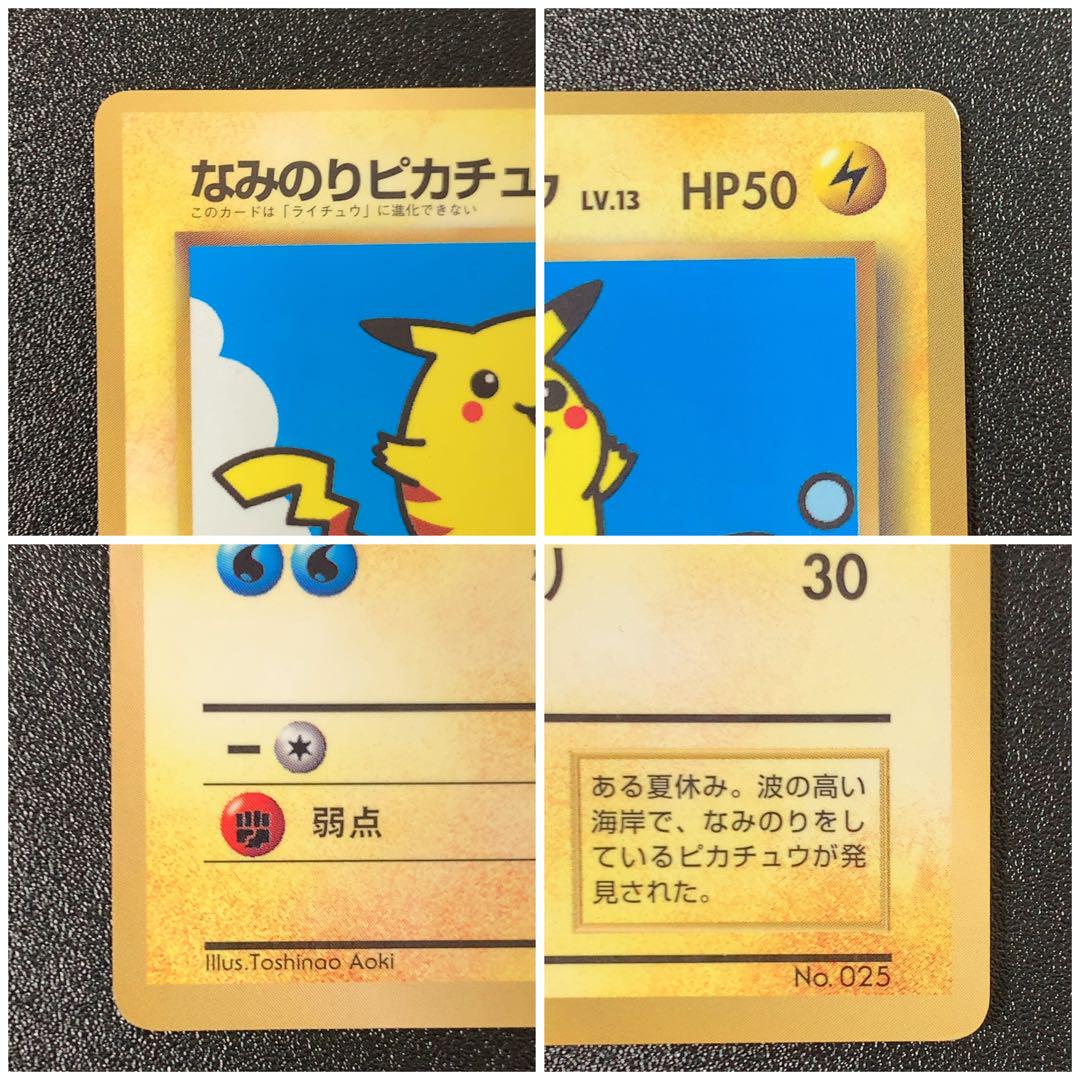 なみのりピカチュウ LV.13 HP50
このカードは「ライチュウ」に進化できない
30
弱点
ある夏休み。波の高い
海岸で、なみのりをし
ているピカチュウが発
見された。
Illus.Toshinao Aoki
No. 025